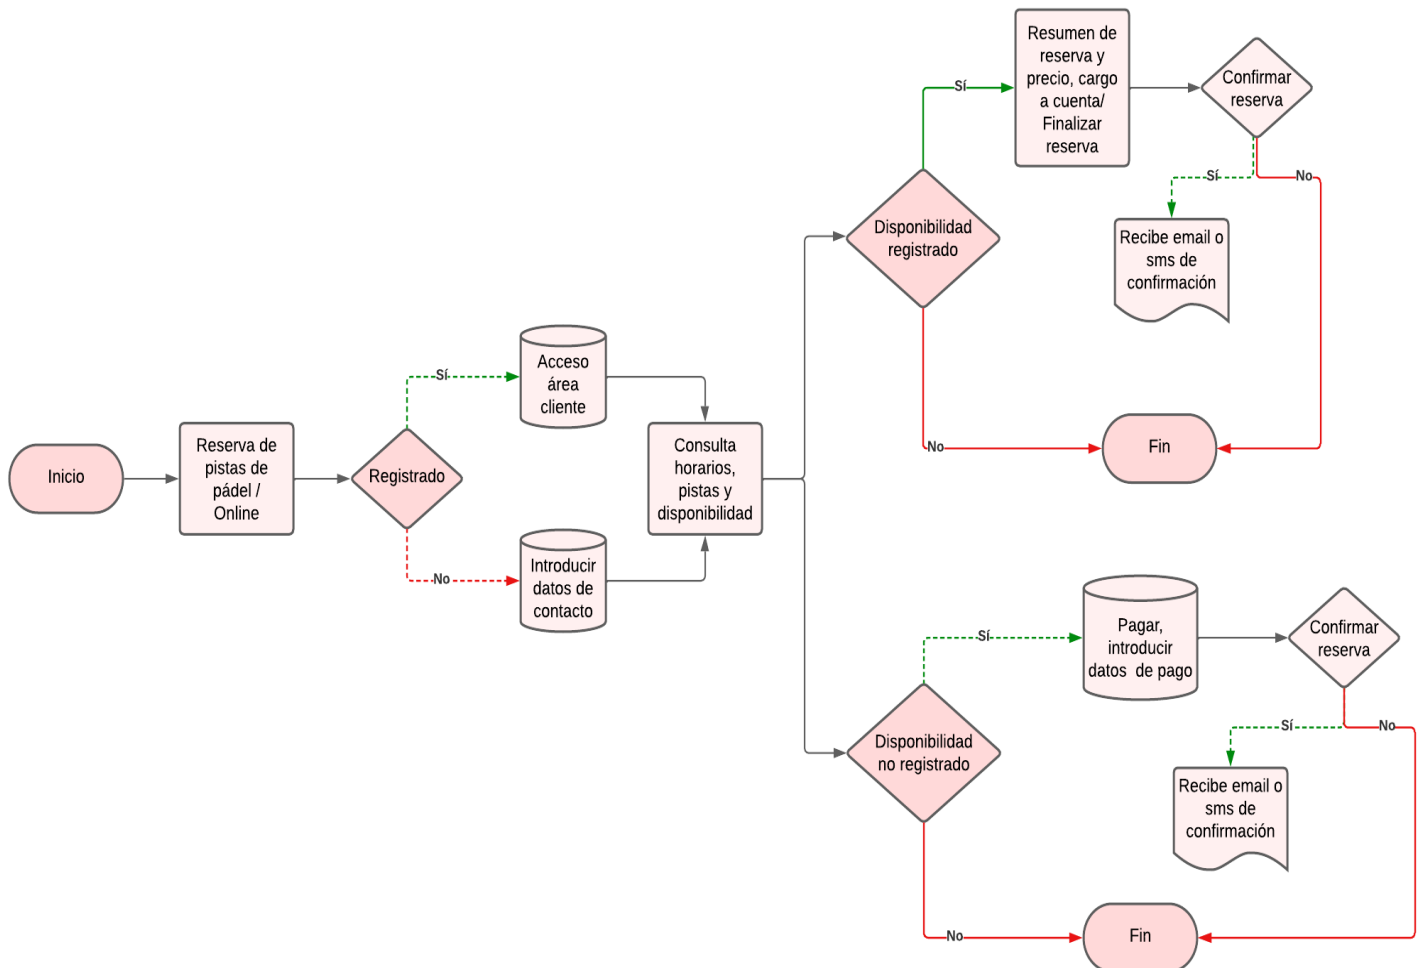 Inicio
Reserva de
pistas de
pádel /
Online
Registrado
Sí
No
Acceso
área
cliente
Introducir
datos de
contacto
Consulta
horarios,
pistas y
disponibilidad
Disponibilidad
registrado
Sí
No
Resumen de
reserva y
precio, cargo
a cuenta/
Finalizar
reserva
Confirmar
reserva
Sí
No
Recibe email o
sms de
confirmación
Fin
Disponibilidad
no registrado
Sí
No
Pagar,
introducir
datos de pago
Confirmar
reserva
Sí
No
Recibe email o
sms de
confirmación
Fin